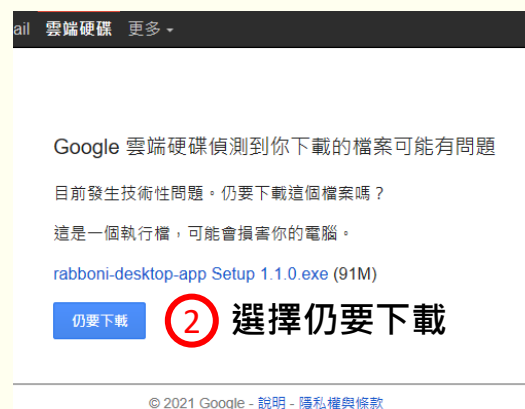 ail 雲端硬碟 更多
Google 雲端硬碟偵測到你下載的檔案可能有問題
目前發生技術性問題。仍要下載這個檔案嗎？
這是一個執行檔，可能會損害你的電腦。
rabboni-desktop-app Setup 1.1.0.exe (91M)
仍要下載 2 選擇仍要下載
© 2021 Google - 說明 - 隱私權與條款